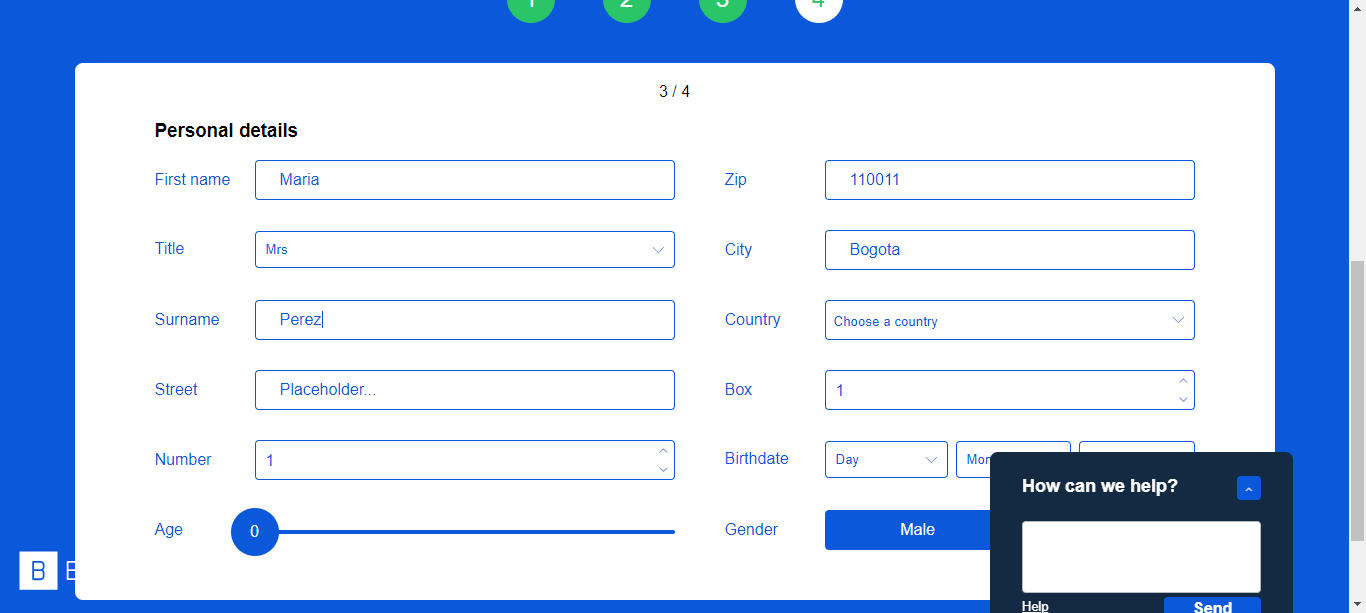 1 2 3 4
3 / 4
Personal details
First name Maria
Title Mrs
Surname Perez
Street Placeholder...
Number 1
Age 0
Zip 110011
City Bogota
Country Choose a country
Box 1
Birthdate Day
Gender Male
How can we help?
Help Send
B